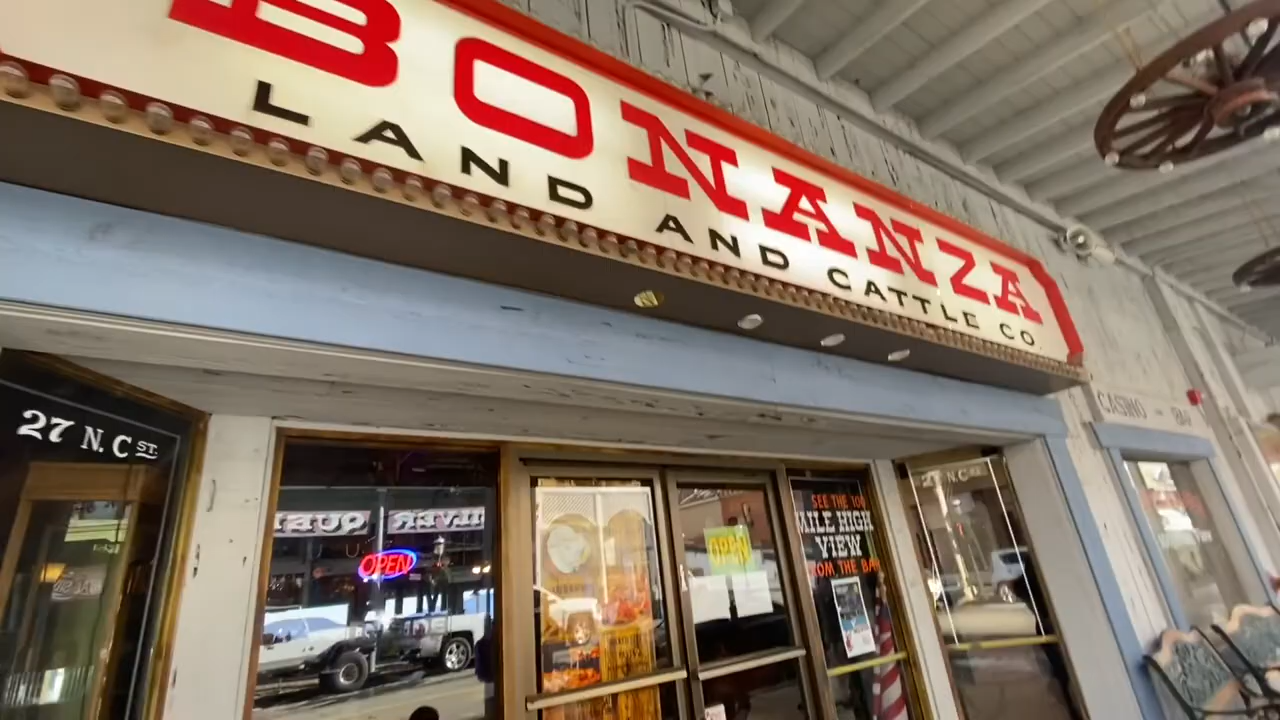 BONANZA
LAND AND CATTLE CO.
27 N. C ST.
OPEN
OPEN
SEE THE 100
MILE HIGH
VIEW
FROM THE BAR
CASINO - BAR